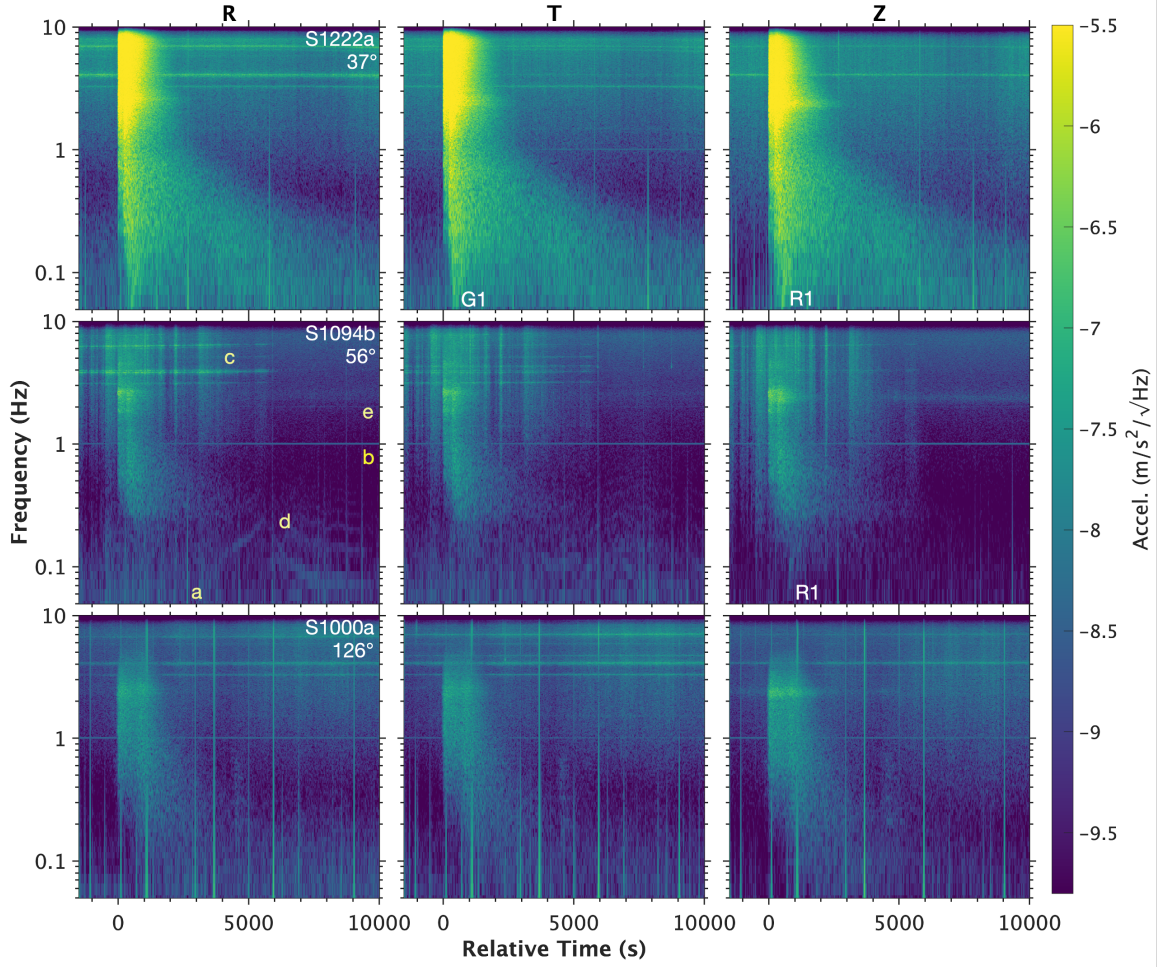 R T Z
10 S1222a
37°
1
0.1 G1 R1
10 S1094b
56°
c
e
1 b
d
0.1
a R1
10 S1000a
126°
1
0.1
0 5000 10000 0 5000 10000 0 5000 10000
Relative Time (s)
Frequency (Hz)
−5.5
−6
−6.5
−7
−7.5
−8
−8.5
−9
−9.5
Accel. (m/s²/√Hz)